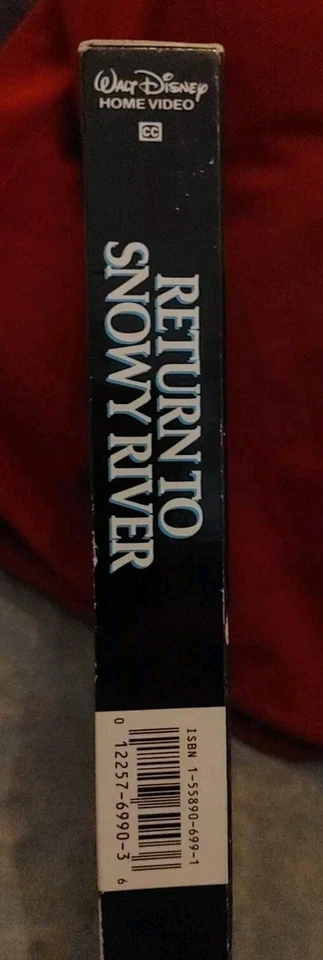 Walt Disney
HOME VIDEO
CC
RETURN TO
SNOWY RIVER
ISBN 1-55890-699-1
0 12257-6990-3 6